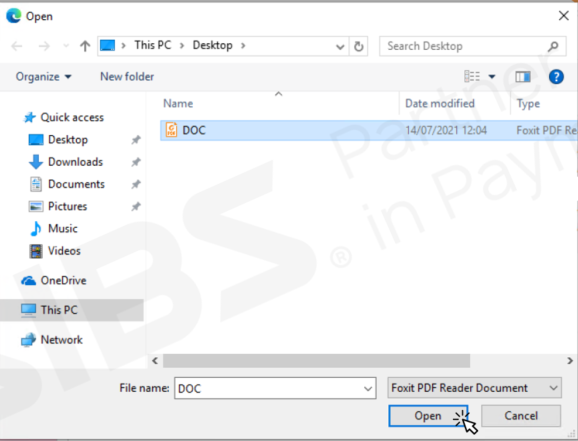 Open
This PC > Desktop >
Search Desktop
Organize
New folder
Name
Date modified
Type
Quick access
DOC
14/07/2021 12:04
Foxit PDF Re
Desktop
Downloads
Documents
Pictures
Music
Videos
OneDrive
This PC
Network
File name:
DOC
Foxit PDF Reader Document
Open
Cancel
SIBS®
Partner
in Paym